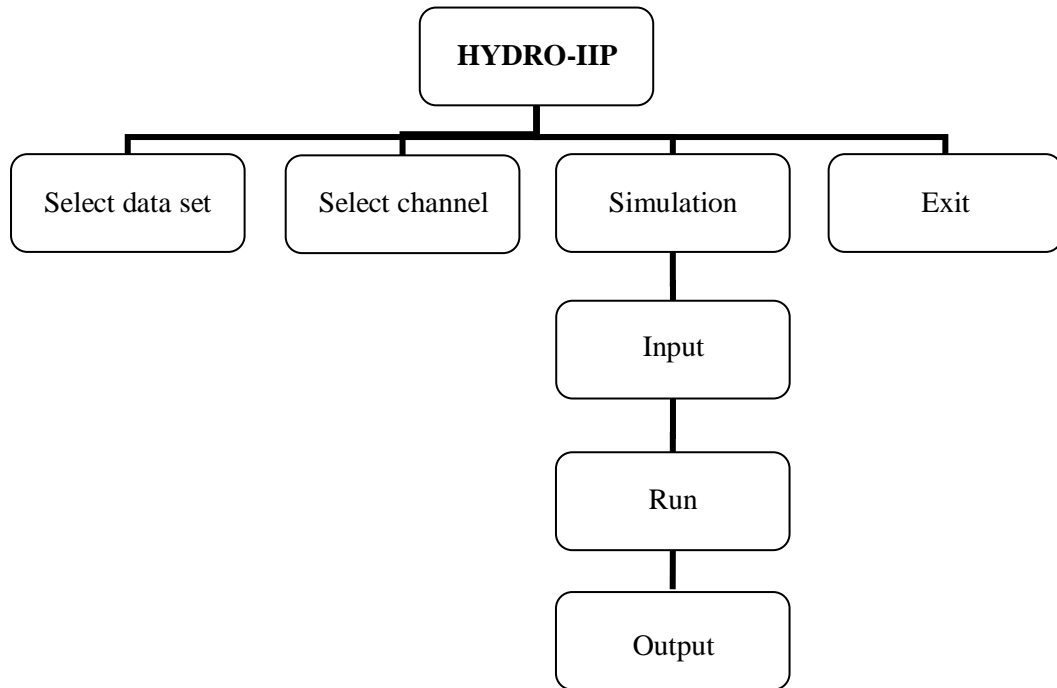 HYDRO-IIP
Select data set
Select channel
Simulation
Exit
Input
Run
Output